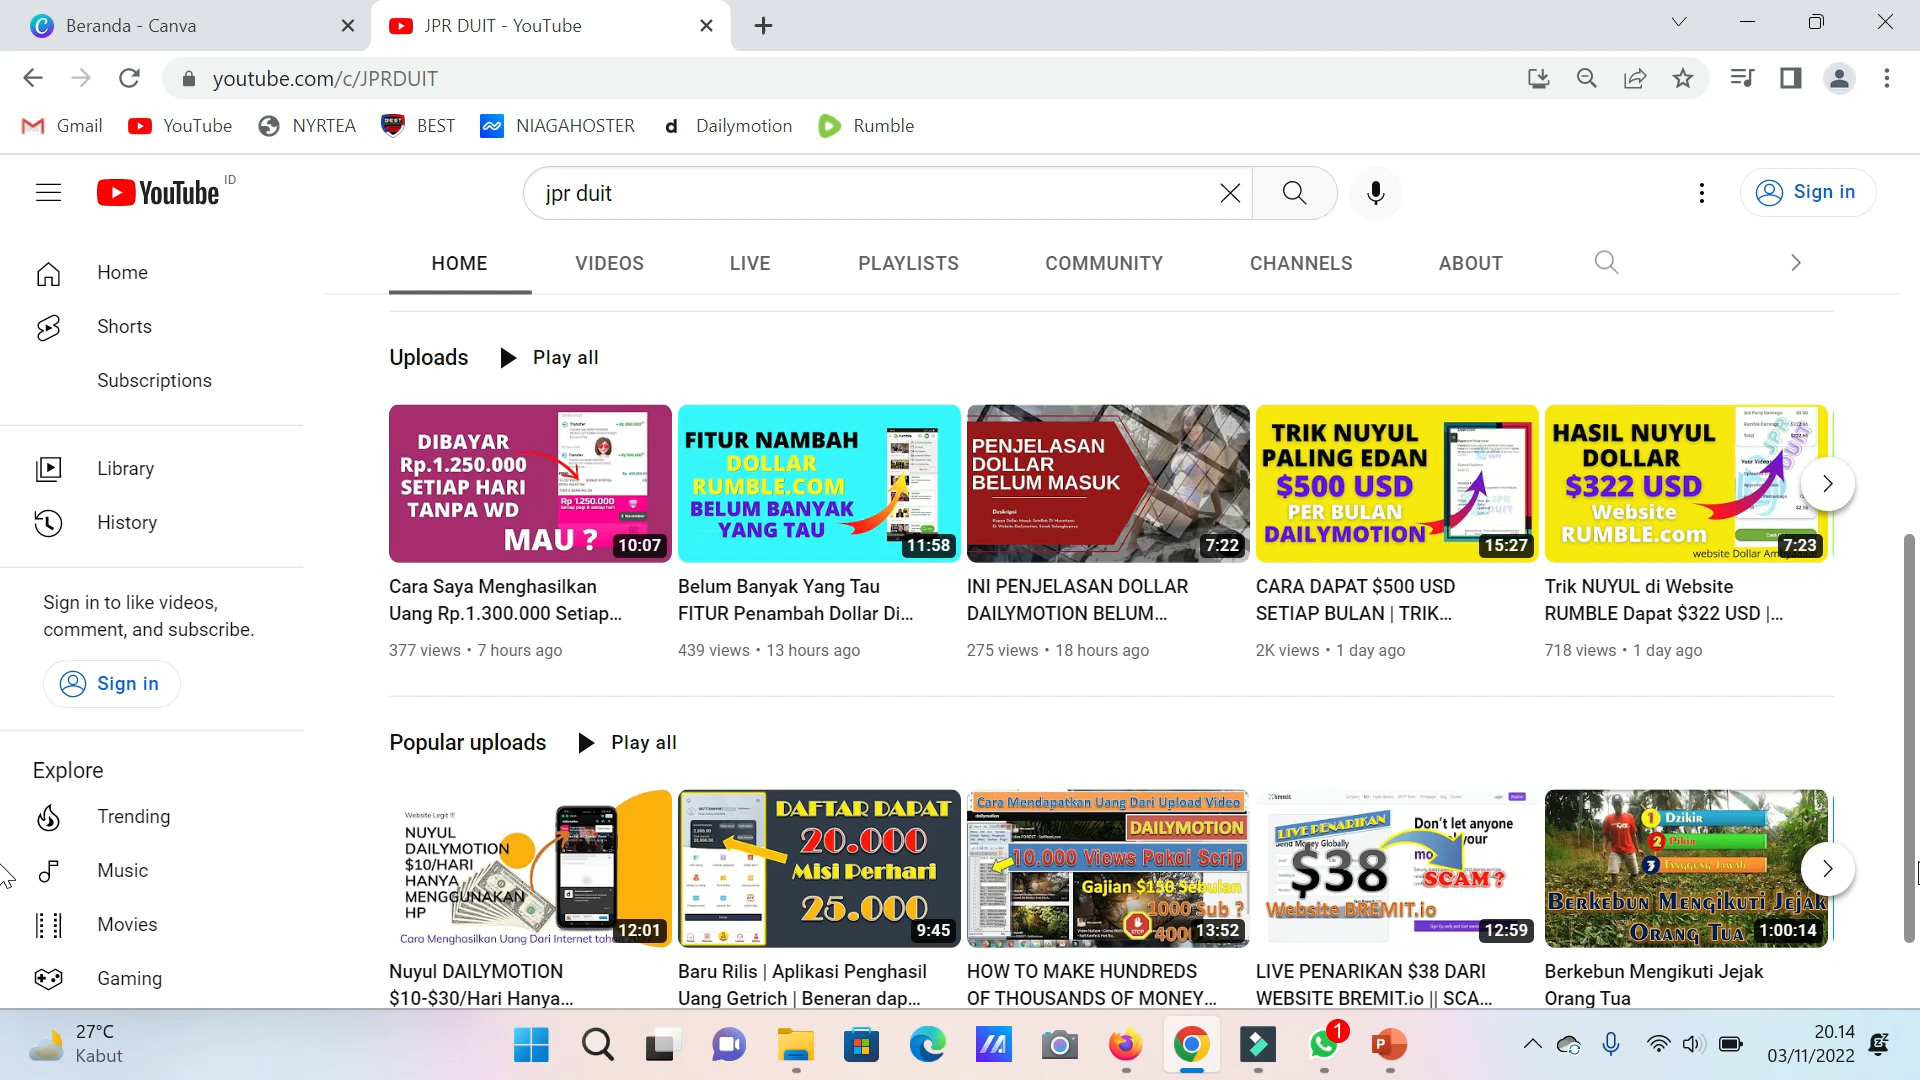 Beranda - Canva
JPR DUIT - YouTube
youtube.com/c/JPRDUIT
Gmail
YouTube
NYRTEA
BEST
NIAGAHOSTER
Dailymotion
Rumble
YouTube ID
jpr duit
Sign in
HOME
VIDEOS
LIVE
PLAYLISTS
COMMUNITY
CHANNELS
ABOUT
Home
Shorts
Subscriptions
Library
History
Sign in to like videos,
comment, and subscribe.
Sign in
Explore
Trending
Music
Movies
Gaming
Uploads
Play all
DIBAYAR
Rp.1.250.000
SETIAP HARI
TANPA WD
MAU ?
10:07
Cara Saya Menghasilkan
Uang Rp.1.300.000 Setiap...
377 views • 7 hours ago
FITUR NAMBAH
DOLLAR
RUMBLE.COM
BELUM BANYAK
YANG TAU
11:58
Belum Banyak Yang Tau
FITUR Penambah Dollar Di...
439 views • 13 hours ago
PENJELASAN
DOLLAR
BELUM MASUK
Deskripsi
7:22
INI PENJELASAN DOLLAR
DAILYMOTION BELUM...
275 views • 18 hours ago
TRIK NUYUL
PALING EDAN
$500 USD
PER BULAN
DAILYMOTION
15:27
CARA DAPAT $500 USD
SETIAP BULAN | TRIK...
2K views • 1 day ago
HASIL NUYUL
DOLLAR
$322 USD
Website
RUMBLE.com
7:23
Trik NUYUL di Website
RUMBLE Dapat $322 USD |...
718 views • 1 day ago
Popular uploads
Play all
Website Legit !!!
NUYUL
DAILYMOTION
$10/HARI
HANYA
MENGGUNAKAN
HP
Cara Menghasilkan Uang Dari Internet
12:01
Nuyul DAILYMOTION
$10-$30/Hari Hanya...
DAFTAR DAPAT
20.000
Misi Perhari
25.000
9:45
Baru Rilis | Aplikasi Penghasil
Uang Getrich | Beneran dap...
Cara Mendapatkan Uang Dari Upload Video
DAILYMOTION
10.000 Views Pakai Scrip
Gajian $150 Sebulan
1000 Sub ?
STOP
13:52
HOW TO MAKE HUNDREDS
OF THOUSANDS OF MONEY...
LIVE PENARIKAN
Don't let anyone
$38
SCAM?
Website BREMIT.io
12:59
LIVE PENARIKAN $38 DARI
WEBSITE BREMIT.io || SCA...
1 Dzikir
2 Pikir
3 Tanggung Jawab
Berkebun Mengikuti Jejak
Orang Tua
1:00:14
Berkebun Mengikuti Jejak
Orang Tua
27°C
Kabut
1
20.14
03/11/2022